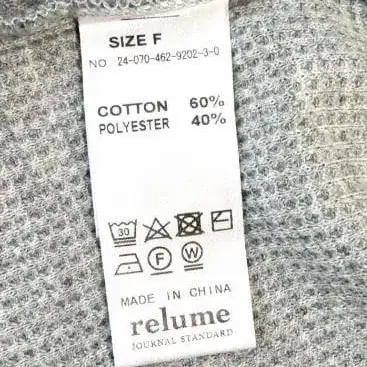 SIZE F
NO 24-070-462-9202-3-0
COTTON 60%
POLYESTER 40%
30
F W
MADE IN CHINA
relume
JOURNAL STANDARD